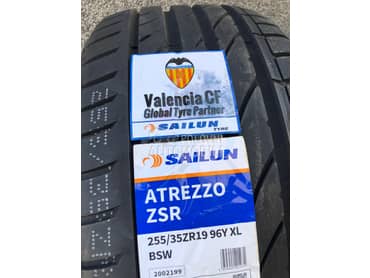 Valencia CF
Global Tyre Partner
SAILUN
TYRE
SAILUN
ATREZZO
ZSR
255/35ZR19 96Y XL
BSW
2002199